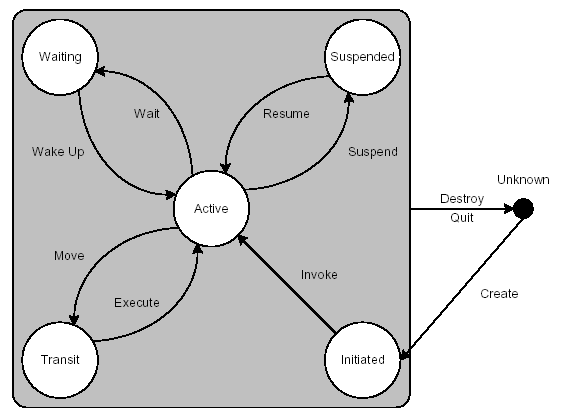 Waiting
Suspended
Wait
Resume
Wake Up
Suspend
Unknown
Active
Destroy
Quit
Move
Invoke
Create
Execute
Transit
Initiated